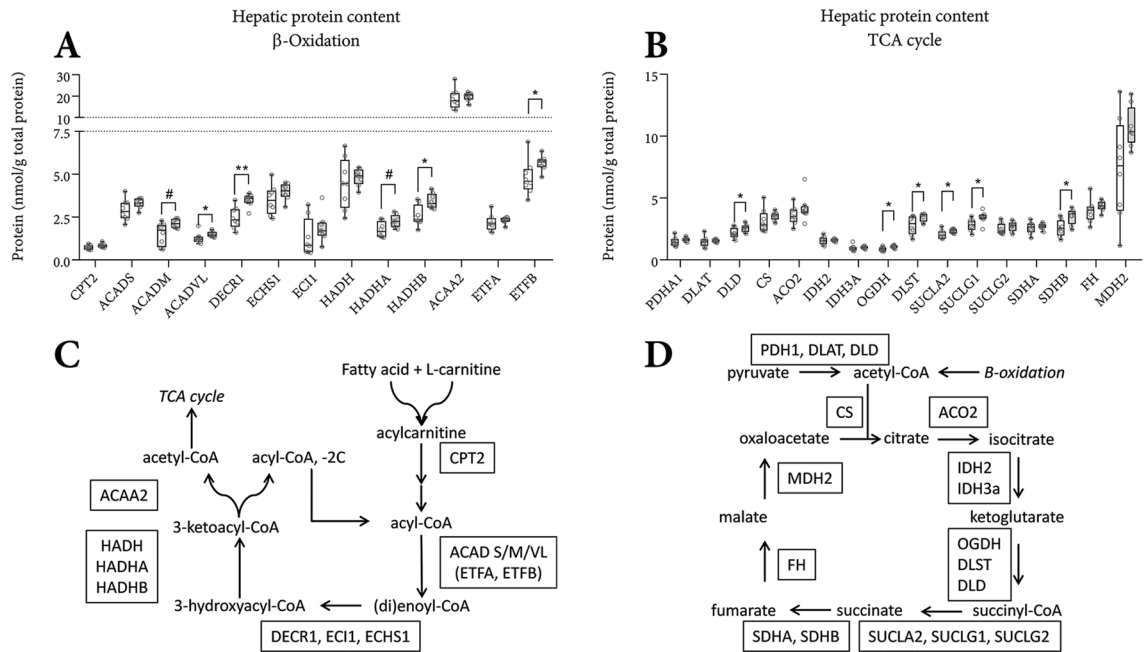 Hepatic protein content
β-Oxidation
A
Protein (nmol/g total protein)
30
20
10
7.5
5.0
2.5
0.0
#
*
**
#
*
*
CPT2
ACADS
ACADM
ACADVL
DECR1
ECHS1
ECI1
HADH
HADHA
HADHB
ACAA2
ETFA
ETFB
Hepatic protein content
TCA cycle
B
Protein (nmol/g total protein)
15
10
5
0
*
*
*
*
*
*
PDHA1
DLAT
DLD
CS
ACO2
IDH2
IDH3A
OGDH
DLST
SUCLA2
SUCLG1
SUCLG2
SDHA
SDHB
FH
MDH2
C
Fatty acid + L-carnitine
TCA cycle
acylcarnitine
CPT2
acetyl-CoA
acyl-CoA, -2C
ACAA2
3-ketoacyl-CoA
acyl-CoA
HADH
HADHA
HADHB
ACAD S/M/VL
(ETFA, ETFB)
3-hydroxyacyl-CoA
(di)enoyl-CoA
DECR1, ECI1, ECHS1
D
PDH1, DLAT, DLD
pyruvate
acetyl-CoA
B-oxidation
CS
ACO2
oxaloacetate
citrate
isocitrate
MDH2
IDH2
IDH3a
malate
ketoglutarate
FH
OGDH
DLST
DLD
fumarate
succinate
succinyl-CoA
SDHA, SDHB
SUCLA2, SUCLG1, SUCLG2